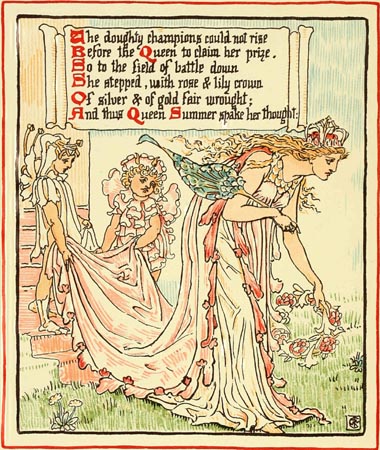 The doughty champions could not rise
Before the Queen to claim her prize.
So to the field of battle down
She stepped, with rose & lily crown
Of silver & of gold fair wrought;
And thus Queen Summer spake her thought: